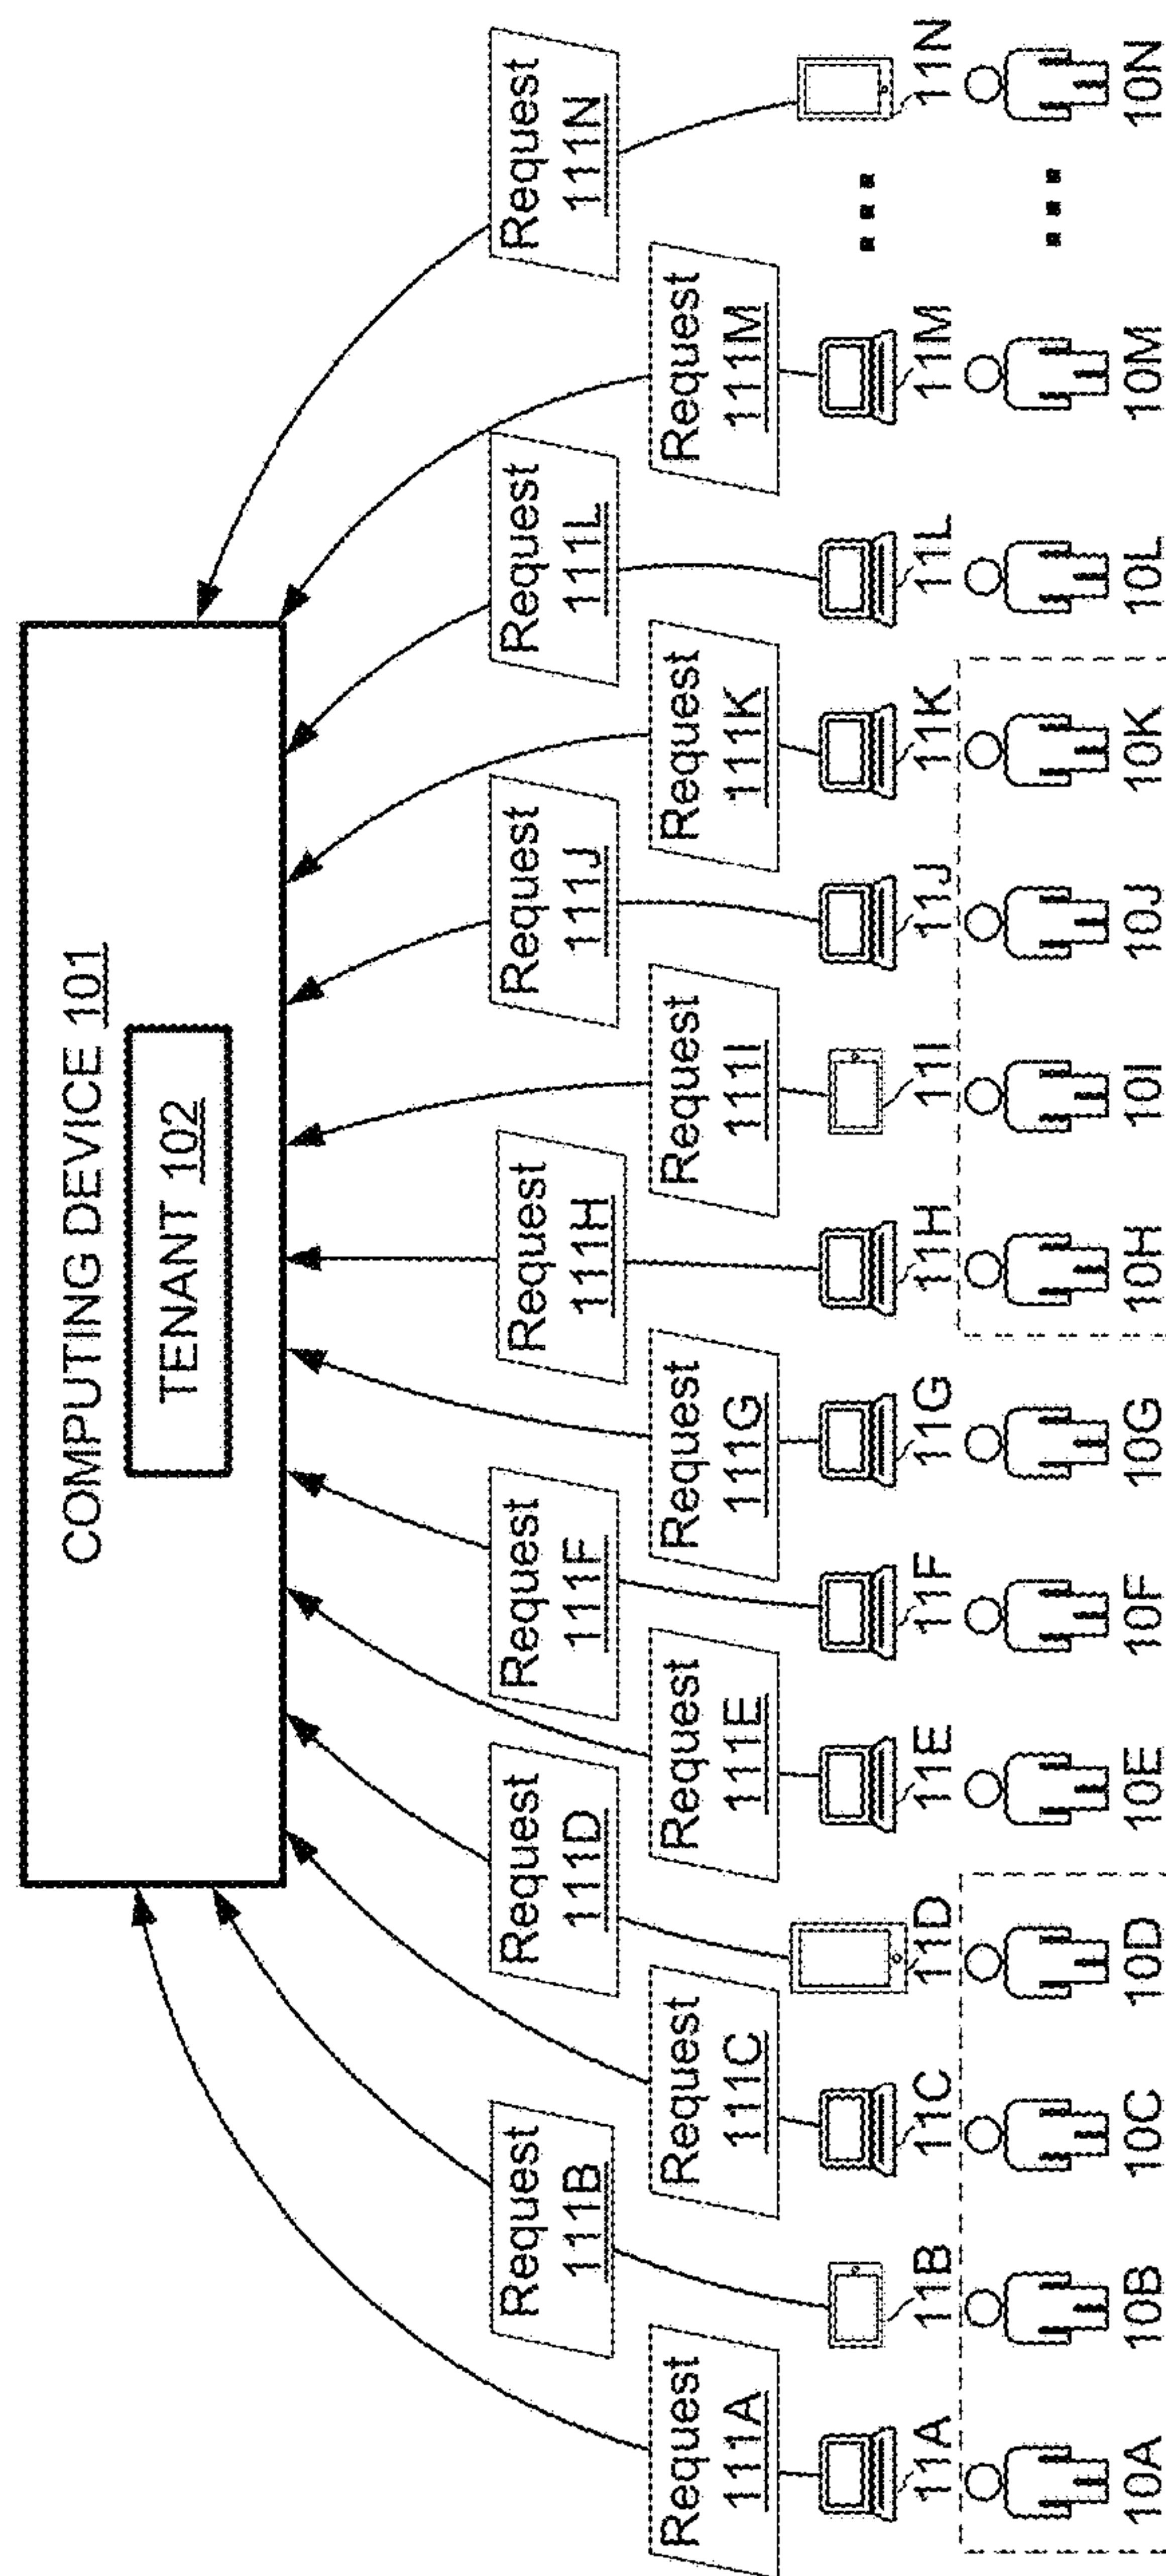 COMPUTING DEVICE 101
TENANT 102
Request
111A
Request
111B
Request
111C
Request
111D
Request
111E
Request
111F
Request
111G
Request
111H
Request
111I
Request
111J
Request
111K
Request
111L
Request
111M
Request
111N
11A
11B
11C
11D
11E
11F
11G
11H
11I
11J
11K
11L
11M
11N
10A
10B
10C
10D
10E
10F
10G
10H
10I
10J
10K
10L
10M
10N